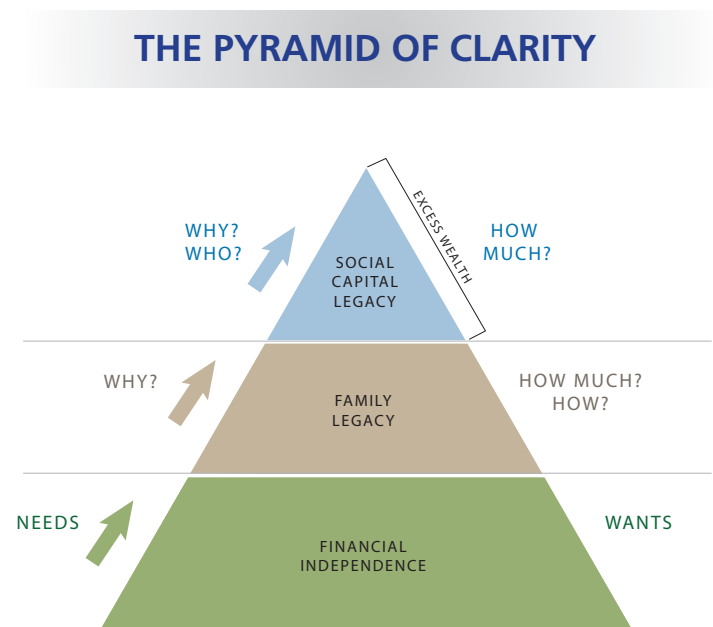 THE PYRAMID OF CLARITY
WHY?
WHO?
SOCIAL
CAPITAL
LEGACY
EXCESS WEALTH
HOW
MUCH?
WHY?
FAMILY
LEGACY
HOW MUCH?
HOW?
NEEDS
FINANCIAL
INDEPENDENCE
WANTS